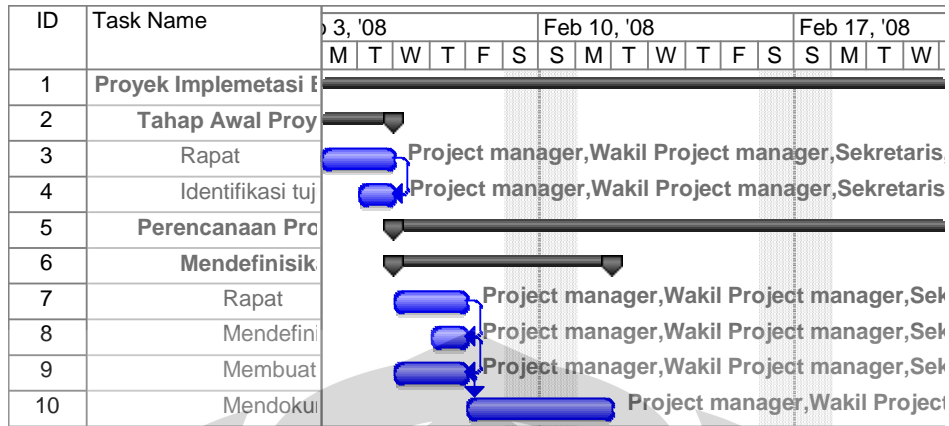 ID Task Name 3, '08 Feb 10, '08 Feb 17, '08
M T W T F S S M T W T F S S M T W
1 Proyek Implemetasi
2 Tahap Awal Proy
3 Rapat Project manager,Wakil Project manager,Sekretaris,
4 Identifikasi tuj Project manager,Wakil Project manager,Sekretaris
5 Perencanaan Pro
6 Mendefinisik
7 Rapat Project manager,Wakil Project manager,Sek
8 Mendefini Project manager,Wakil Project manager,Sek
9 Membuat Project manager,Wakil Project manager,Sek
10 Mendoku Project manager,Wakil Project